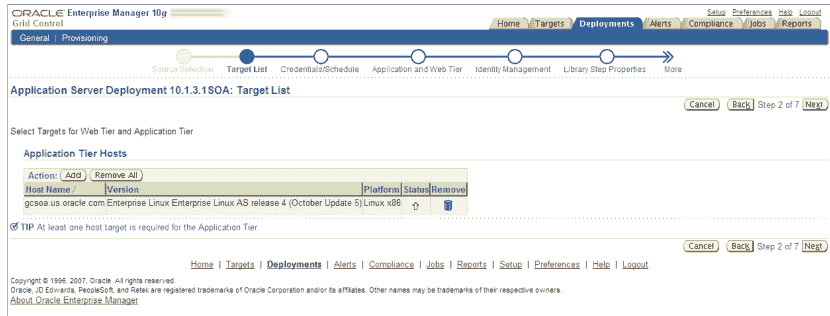 ORACLE Enterprise Manager 10g
Grid Control
Setup Preferences Help Logout
Home Targets Deployments Alerts Compliance Jobs Reports
General | Provisioning
Source Selection Target List Credentials/Schedule Application and Web Tier Identity Management Library Step Properties More
Application Server Deployment 10.1.3.1SOA: Target List
Cancel Back Step 2 of 7 Next
Select Targets for Web Tier and Application Tier
Application Tier Hosts
Action: Add Remove All
Host Name Version Platform Status Remove
gcsoa.us.oracle.com Enterprise Linux Enterprise Linux AS release 4 (October Update 5) Linux x86
TIP At least one host target is required for the Application Tier
Cancel Back Step 2 of 7 Next
Home | Targets | Deployments | Alerts | Compliance | Jobs | Reports | Setup | Preferences | Help | Logout
Copyright © 1996, 2007, Oracle. All rights reserved.
Oracle, JD Edwards, PeopleSoft, and Retek are registered trademarks of Oracle Corporation and/or its affiliates. Other names may be trademarks of their respective owners.
About Oracle Enterprise Manager